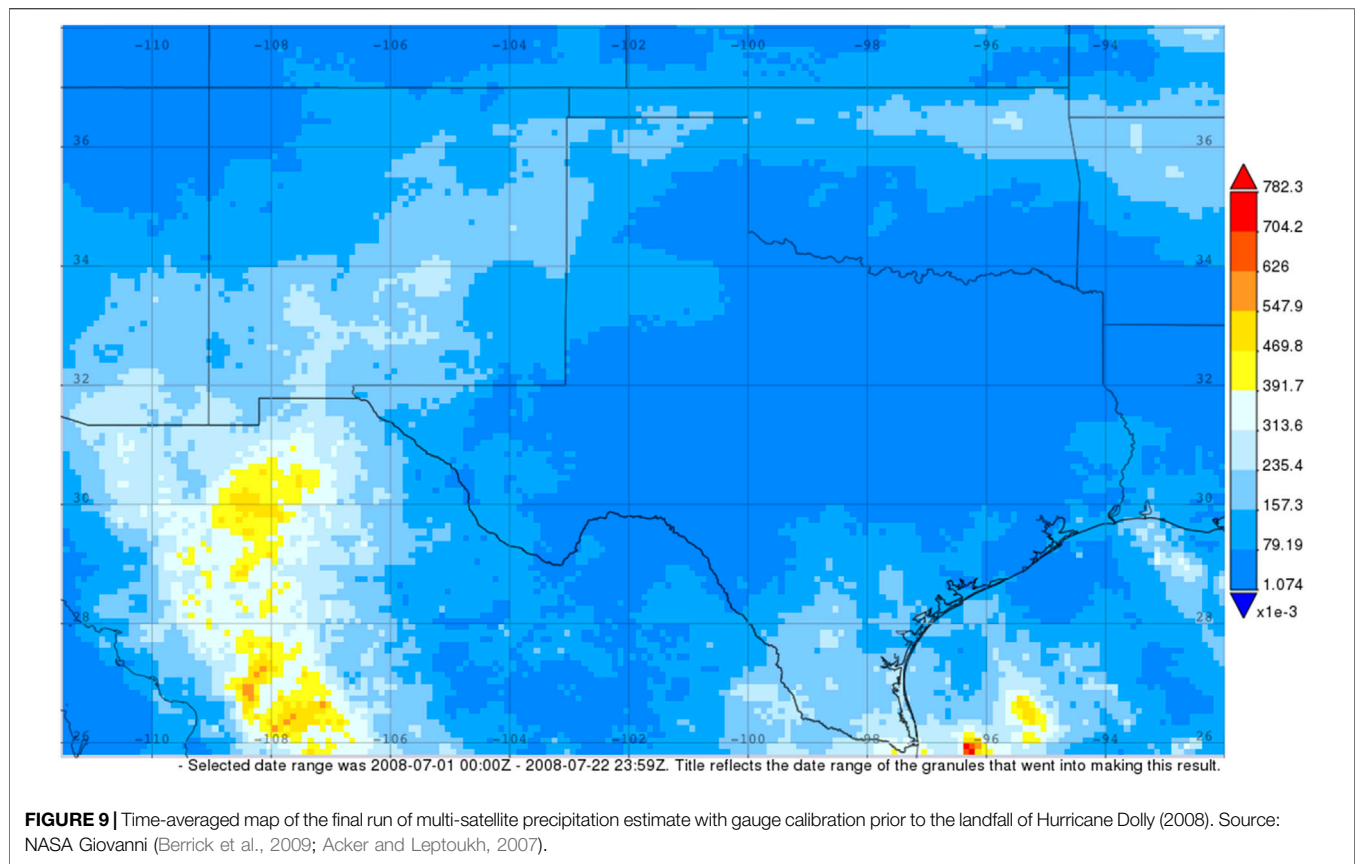 -110 -108 -106 -104 -102 -100 -98 -96 -94
36 36
34 34
32 32
30 30
28 28
26 26
-110 -108 -106 -104 -102 -100 -98 -96 -94
782.3
704.2
626
547.9
469.8
391.7
313.6
235.4
157.3
79.19
1.074
x1e-3
- Selected date range was 2008-07-01 00:00Z - 2008-07-22 23:59Z. Title reflects the date range of the granules that went into making this result.
FIGURE 9 | Time-averaged map of the final run of multi-satellite precipitation estimate with gauge calibration prior to the landfall of Hurricane Dolly (2008). Source:
NASA Giovanni (Berrick et al., 2009; Acker and Leptoukh, 2007).